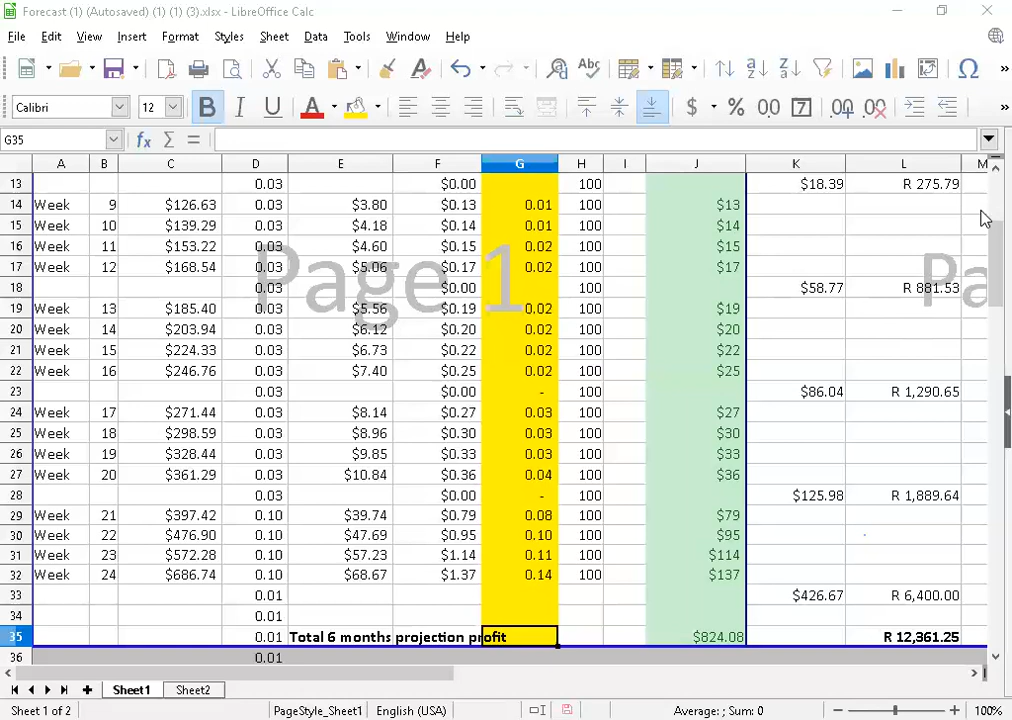 Forecast (1) (Autosaved) (1) (1) (3).xlsx - LibreOffice Calc
File Edit View Insert Format Styles Sheet Data Tools Window Help
Calibri 12
G35
A B C D E F G H I J K L M
13 0.03 $0.00 100 $18.39 R 275.79
14 Week 9 $126.63 0.03 $3.80 $0.13 0.01 100 $13
15 Week 10 $139.29 0.03 $4.18 $0.14 0.01 100 $14
16 Week 11 $153.22 0.03 $4.60 $0.15 0.02 100 $15
17 Week 12 $168.54 0.03 $5.06 $0.17 0.02 100 $17
Page 1
18 0.03 $0.00 100 $58.77 R 881.53
19 Week 13 $185.40 0.03 $5.56 $0.19 0.02 100 $19
20 Week 14 $203.94 0.03 $6.12 $0.20 0.02 100 $20
21 Week 15 $224.33 0.03 $6.73 $0.22 0.02 100 $22
22 Week 16 $246.76 0.03 $7.40 $0.25 0.02 100 $25
23 0.03 $0.00 - 100 $86.04 R 1,290.65
24 Week 17 $271.44 0.03 $8.14 $0.27 0.03 100 $27
25 Week 18 $298.59 0.03 $8.96 $0.30 0.03 100 $30
26 Week 19 $328.44 0.03 $9.85 $0.33 0.03 100 $33
27 Week 20 $361.29 0.03 $10.84 $0.36 0.04 100 $36
28 0.03 $0.00 - 100 $125.98 R 1,889.64
29 Week 21 $397.42 0.10 $39.74 $0.79 0.08 100 $79
30 Week 22 $476.90 0.10 $47.69 $0.95 0.10 100 $95
31 Week 23 $572.28 0.10 $57.23 $1.14 0.11 100 $114
32 Week 24 $686.74 0.10 $68.67 $1.37 0.14 100 $137
33 0.01 $426.67 R 6,400.00
34 0.01
35 0.01 Total 6 months projection profit $824.08 R 12,361.25
36 0.01
Sheet1 Sheet2
Sheet 1 of 2 PageStyle_Sheet1 English (USA) Average: ; Sum: 0 100%